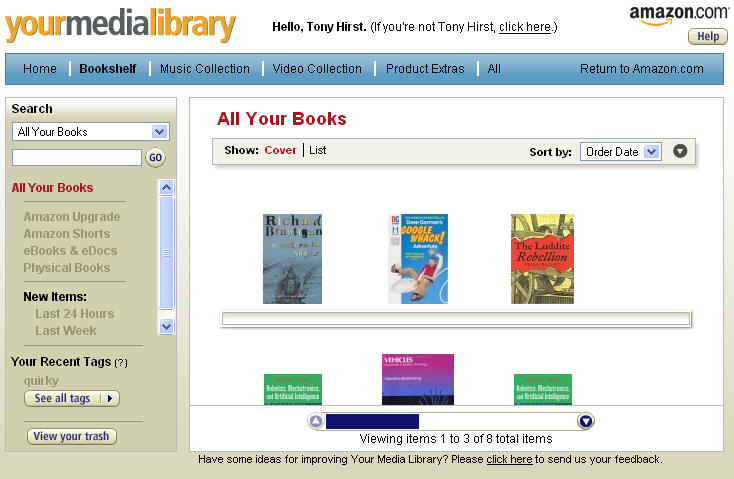 yourmedialibrary
Hello, Tony Hirst. (If you're not Tony Hirst, click here.)
amazon.com
Help
Home
Bookshelf
Music Collection
Video Collection
Product Extras
All
Return to Amazon.com
Search
All Your Books
GO
All Your Books
Amazon Upgrade
Amazon Shorts
eBooks & eDocs
Physical Books
New Items:
Last 24 Hours
Last Week
Your Recent Tags (?)
quirky
See all tags
View your trash
All Your Books
Show: Cover | List
Sort by: Order Date
Richard
Brautigan
Dave Gorman's
GOOGLE
WHACK!
Adventure
The Luddite
Rebellion
Robotics, Mechatronics,
and Artificial Intelligence
VEHICLES
Robotics, Mechatronics,
and Artificial Intelligence
Viewing items 1 to 3 of 8 total items
Have some ideas for improving Your Media Library? Please click here to send us your feedback.